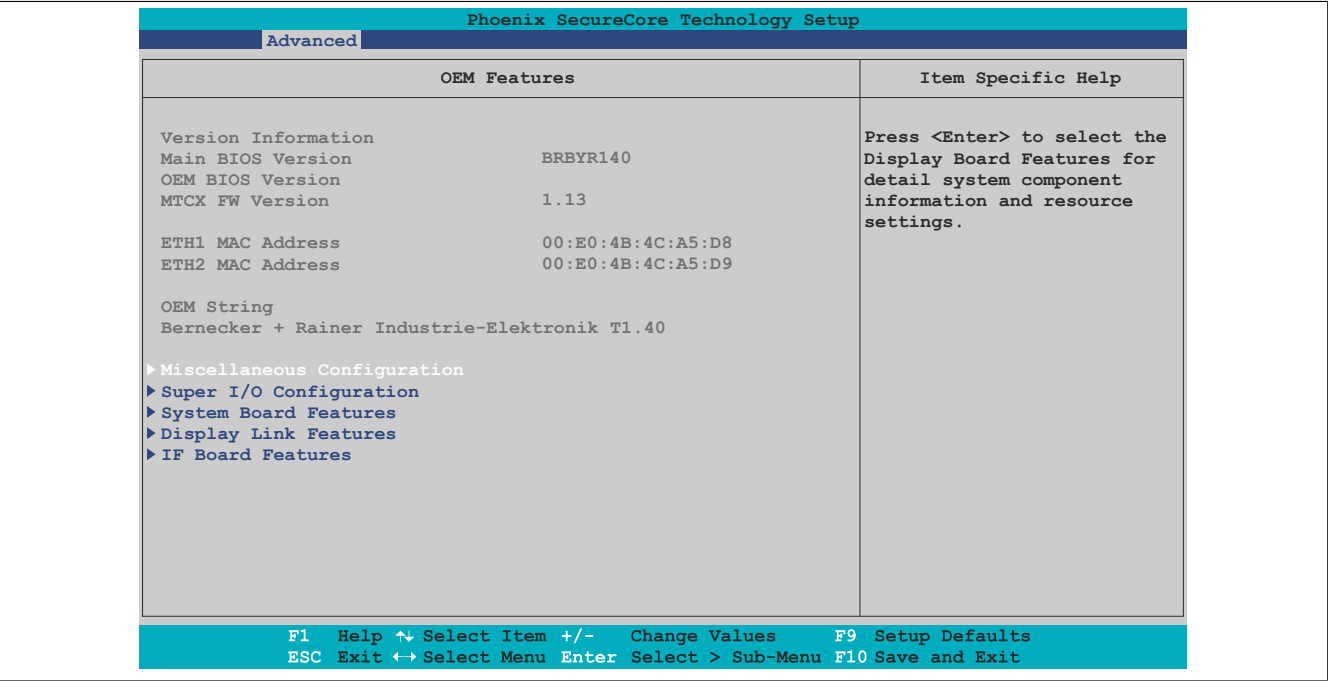 Phoenix SecureCore Technology Setup
Advanced
OEM Features
Item Specific Help
Version Information
Main BIOS Version BRBYR140
OEM BIOS Version
MTCX FW Version 1.13
ETH1 MAC Address 00:E0:4B:4C:A5:D8
ETH2 MAC Address 00:E0:4B:4C:A5:D9
OEM String
Bernecker + Rainer Industrie-Elektronik T1.40
Miscellaneous Configuration
Super I/O Configuration
System Board Features
Display Link Features
IF Board Features
Press <Enter> to select the
Display Board Features for
detail system component
information and resource
settings.
F1 Help Select Item +/- Change Values F9 Setup Defaults
ESC Exit Select Menu Enter Select > Sub-Menu F10 Save and Exit